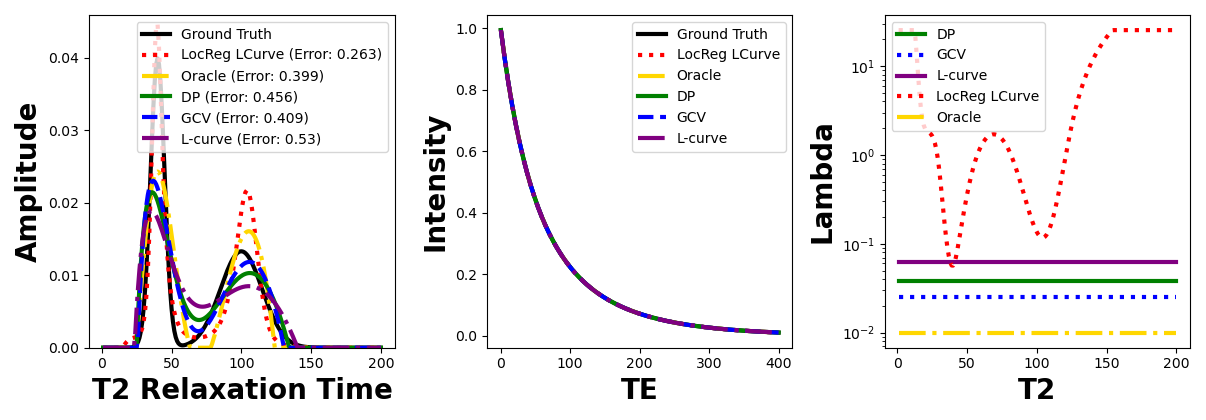 Amplitude
0.04
0.03
0.02
0.01
0.00
Ground Truth
LocReg LCurve (Error: 0.263)
Oracle (Error: 0.399)
DP (Error: 0.456)
GCV (Error: 0.409)
L-curve (Error: 0.53)
0 50 100 150 200
T2 Relaxation Time
Intensity
1.0
0.8
0.6
0.4
0.2
0.0
Ground Truth
LocReg LCurve
Oracle
DP
GCV
L-curve
0 100 200 300 400
TE
Lambda
10¹
10⁰
10⁻¹
10⁻²
DP
GCV
L-curve
LocReg LCurve
Oracle
0 50 100 150 200
T2